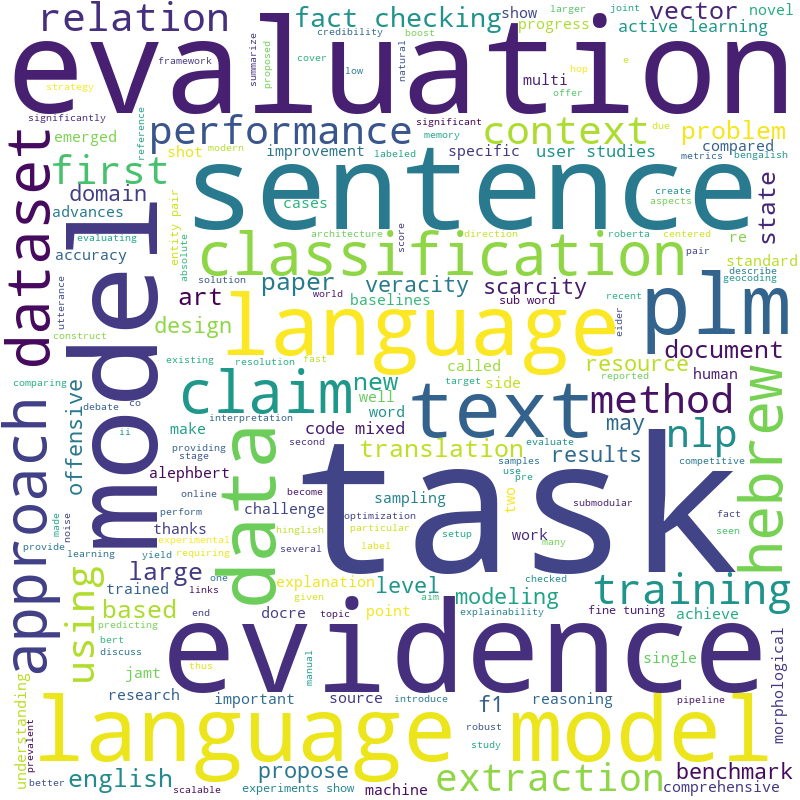 relation
fact checking
show
larger
joint
vector
novel
credibility
boost
progress
active learning
evaluation
framework
summarize
proposed
cover
low
natural
multi
hop
e
strategy
offer
significantly
reference
performance
significant
memory
context
due
problem
emerged
shot
modern
improvement
labeled
specific
user studies
compared
metrics
bengalish
dataset
first
sentence
create
aspects
state
domain
entity pair
cases
advances
evaluating
absolute
architecture
score
direction
roberta
centered
pair
re
standard
accuracy
classification
describe
geocoding
model
utterance
solution
art
paper
world
veracity
baselines
sub word
scarcity
eider
recent
plm
construct
design
language
existing
resolution
fast
called
resource
document
comparing
offensive
claim
new
well
target
side
reported
human
debate
co
interpretation
word
text
method
hebrew
ii
make
code mixed
may
nlp
approach
data
providing
stage
second
translation
results
evaluate
alephbert
samples
use
pre
competitive
online
become
sampling
two
task
submodular
fact
made
noise
perform
challenge
optimization
particular
thanks
hinglish
label
setup
work
many
seen
provide
learning
experimental
yield
requiring
several
using
large
one
explanation
level
checked
training
trained
links
given
aim
modeling
explainability
based
end
topic
docre
point
fine tuning
achieve
predicting
bert
discuss
evidence
single
morphological
jamt
thus
manual
understanding
prevalent
research
important
source
introduce
f1
reasoning
pipeline
language model
robust
study
better
english
scalable
experiments show
propose
machine
extraction
benchmark
comprehensive